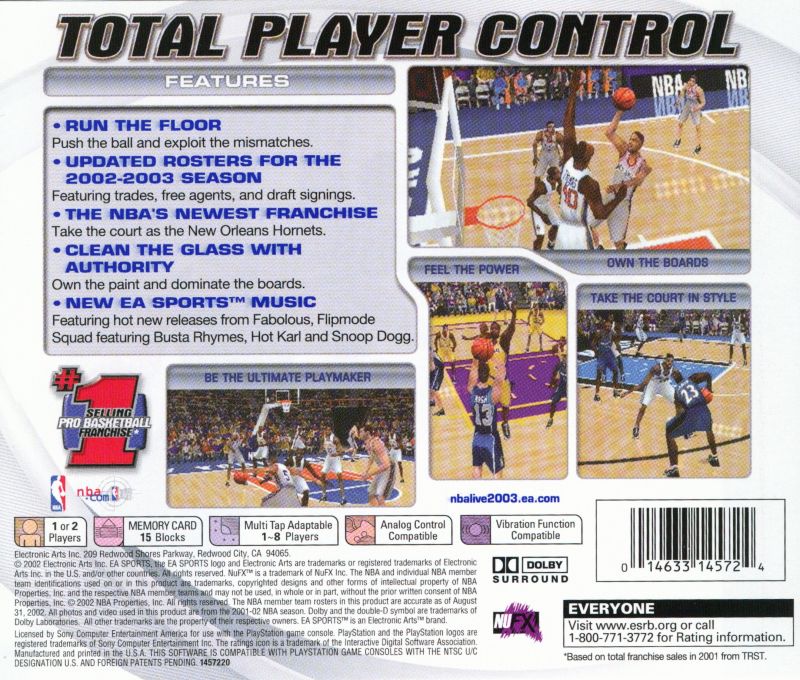 TOTAL PLAYER CONTROL
FEATURES
• RUN THE FLOOR
Push the ball and exploit the mismatches.
• UPDATED ROSTERS FOR THE
2002-2003 SEASON
Featuring trades, free agents, and draft signings.
• THE NBA'S NEWEST FRANCHISE
Take the court as the New Orleans Hornets.
• CLEAN THE GLASS WITH
AUTHORITY
Own the paint and dominate the boards.
• NEW EA SPORTS™ MUSIC
Featuring hot new releases from Fabolous, Flipmode
Squad featuring Busta Rhymes, Hot Karl and Snoop Dogg.
NBA
NB
10
OWN THE BOARDS
FEEL THE POWER
NASH
13
TAKE THE COURT IN STYLE
23
#1
SELLING
PRO BASKETBALL
FRANCHISE*
BE THE ULTIMATE PLAYMAKER
5
nba
.com
nbalive2003.ea.com
1 or 2
Players
MEMORY CARD
15 Blocks
Multi Tap Adaptable
1~8 Players
Analog Control
Compatible
Vibration Function
Compatible
Electronic Arts Inc. 209 Redwood Shores Parkway, Redwood City, CA 94065.
© 2002 Electronic Arts Inc. EA SPORTS, the EA SPORTS logo and Electronic Arts are trademarks or registered trademarks of Electronic
Arts Inc. in the U.S. and/or other countries. All rights reserved. NuFX™ is a trademark of NuFX Inc. The NBA and individual NBA member
team identifications used on or in this product are trademarks, copyrighted designs and other forms of intellectual property of NBA
Properties, Inc. and the respective NBA member teams and may not be used, in whole or in part, without the prior written consent of NBA
Properties, Inc. © 2002 NBA Properties, Inc. All rights reserved. The NBA member team rosters in this product are accurate as of August
31, 2002. All photos and video used in this product are from the 2001-02 NBA season. Dolby and the double-D symbol are trademarks of
Dolby Laboratories. All other trademarks are the property of their respective owners. EA SPORTS™ is an Electronic Arts™ brand.
Licensed by Sony Computer Entertainment America for use with the PlayStation game console. PlayStation and the PlayStation logos are
registered trademarks of Sony Computer Entertainment Inc. The ratings icon is a trademark of the Interactive Digital Software Association.
Manufactured and printed in the U.S.A. THIS SOFTWARE IS COMPATIBLE WITH PLAYSTATION GAME CONSOLES WITH THE NTSC U/C
DESIGNATION U.S. AND FOREIGN PATENTS PENDING. 1457220
DOLBY
SURROUND
NUFX
0 14633 14572 4
EVERYONE
Visit www.esrb.org or call
1-800-771-3772 for Rating information.
*Based on total franchise sales in 2001 from TRST.